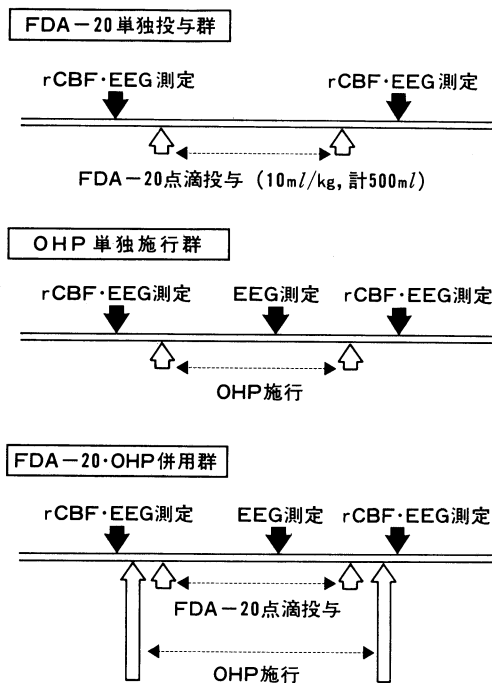 FDA-20単独投与群
rCBF・EEG測定 rCBF・EEG測定
FDA-20点滴投与 (10ml/kg, 計500ml)
OHP単独施行群
rCBF・EEG測定 EEG測定 rCBF・EEG測定
OHP施行
FDA-20・OHP併用群
rCBF・EEG測定 EEG測定 rCBF・EEG測定
FDA-20点滴投与
OHP施行